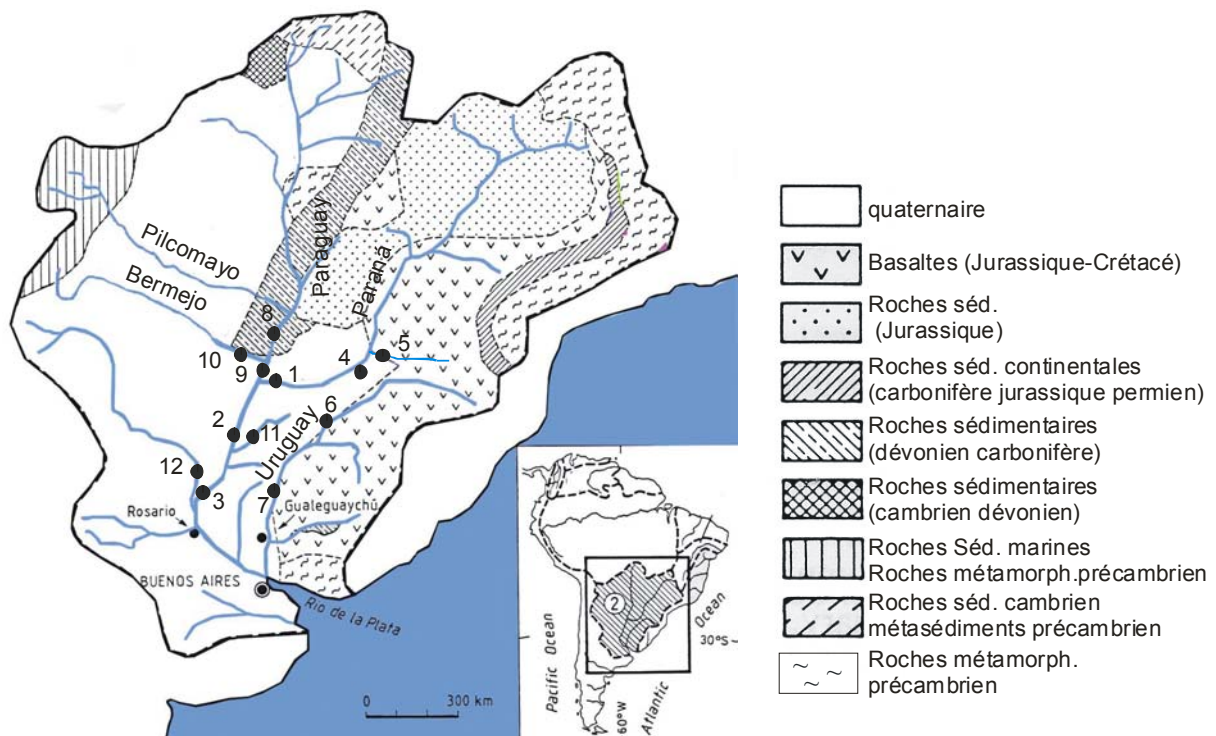 Pilcomayo
Bermejo
Paraguay
Parana
8
10
9
1
4
5
6
2
11
Uruguay
12
3
7
Rosario
Gualeguaychú
BUENOS AIRES
Rio de la Plata
0 300 km
2
Pacific Ocean
Atlantic
Ocean
30°S
60°W
quaternaire
Basaltes (Jurassique-Crétacé)
Roches séd.
(Jurassique)
Roches séd. continentales
(carbonifère jurassique permien)
Roches sédimentaires
(dévonien carbonifère)
Roches sédimentaires
(cambrien dévonien)
Roches Séd. marines
Roches métamorph.précambrien
Roches séd. cambrien
métasédiments précambrien
Roches métamorph.
précambrien